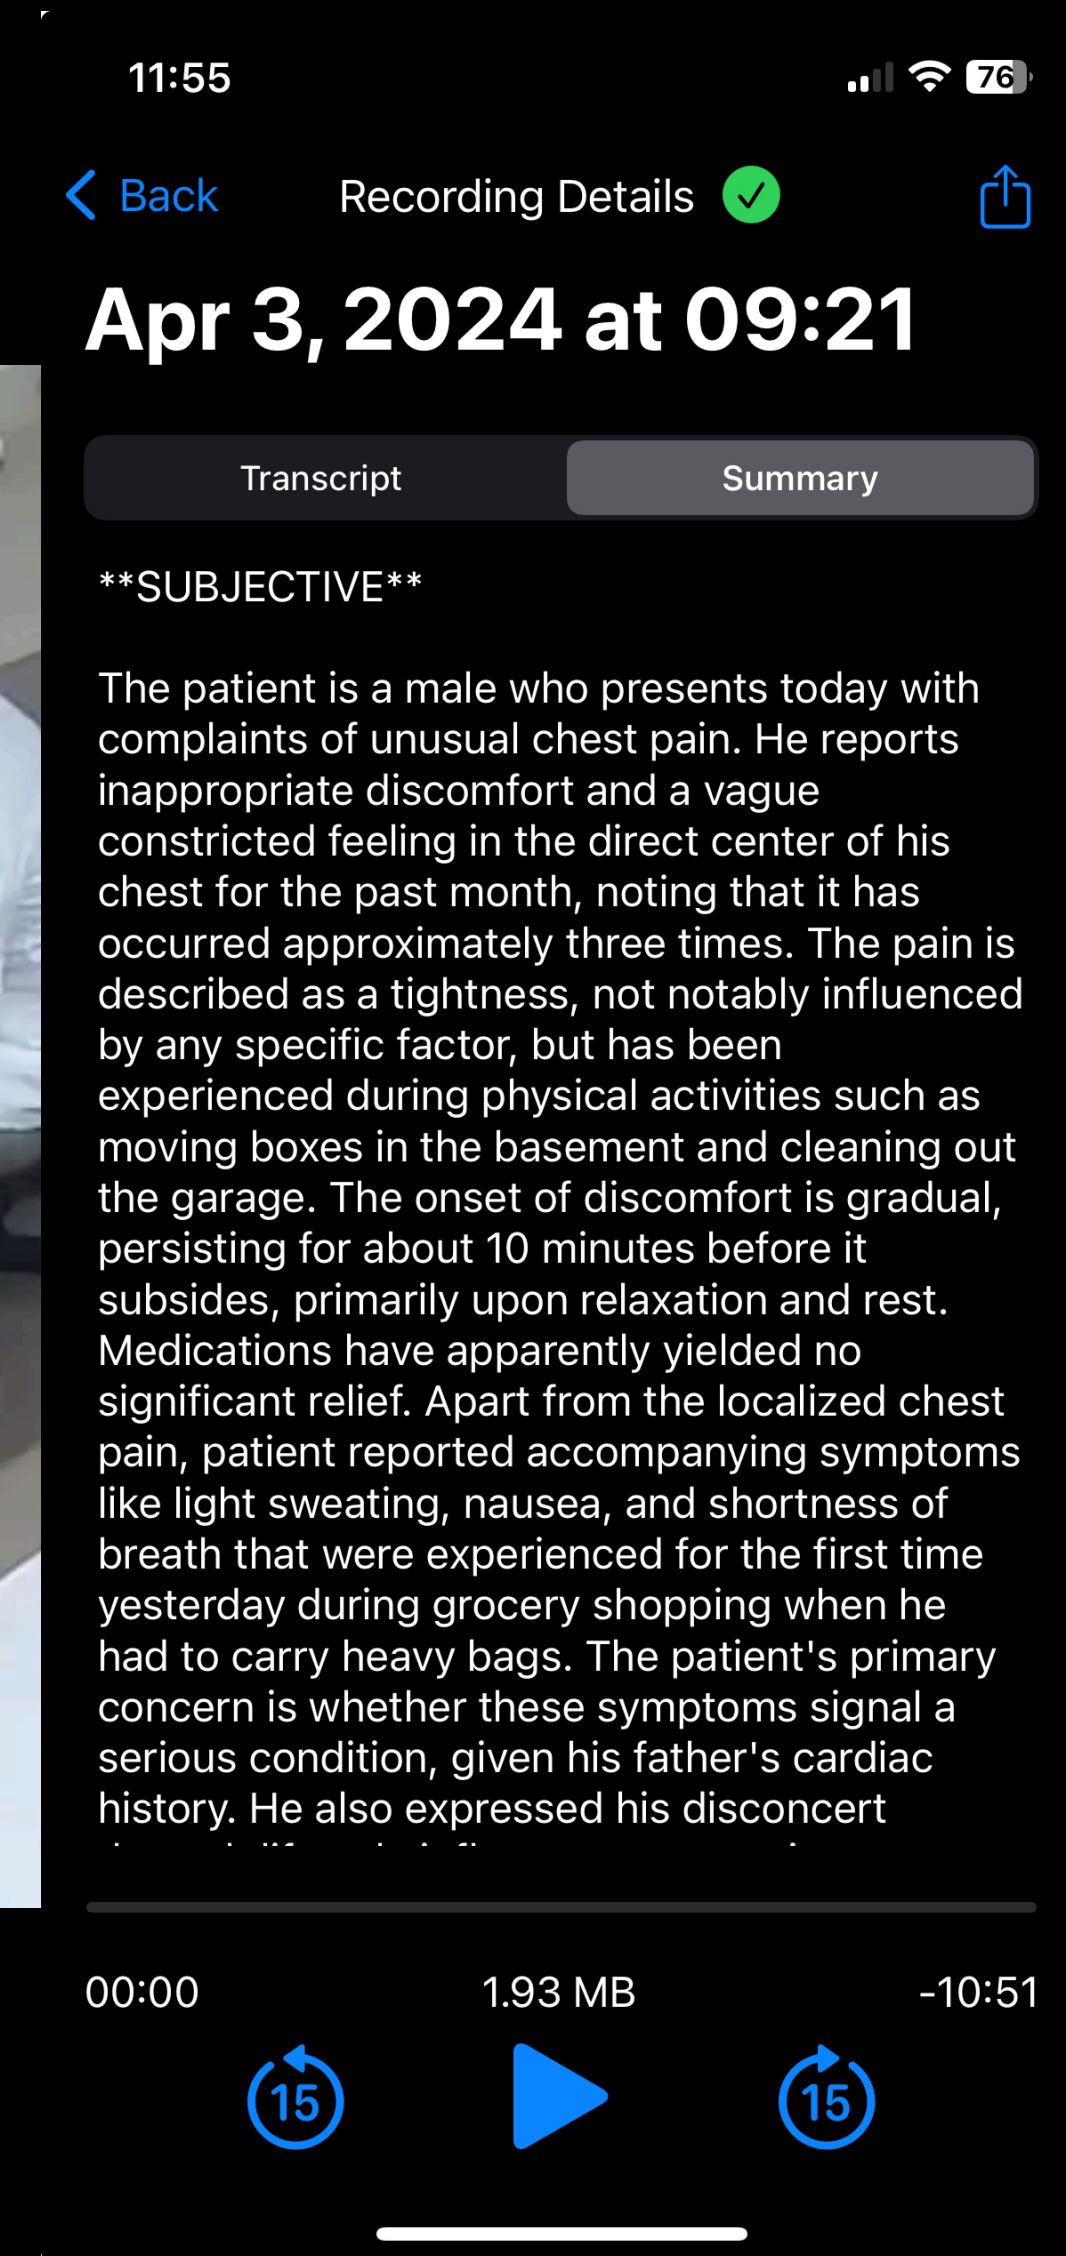 11:55
76
Back
Recording Details
Apr 3, 2024 at 09:21
Transcript
Summary
**SUBJECTIVE**
The patient is a male who presents today with
complaints of unusual chest pain. He reports
inappropriate discomfort and a vague
constricted feeling in the direct center of his
chest for the past month, noting that it has
occurred approximately three times. The pain is
described as a tightness, not notably influenced
by any specific factor, but has been
experienced during physical activities such as
moving boxes in the basement and cleaning out
the garage. The onset of discomfort is gradual,
persisting for about 10 minutes before it
subsides, primarily upon relaxation and rest.
Medications have apparently yielded no
significant relief. Apart from the localized chest
pain, patient reported accompanying symptoms
like light sweating, nausea, and shortness of
breath that were experienced for the first time
yesterday during grocery shopping when he
had to carry heavy bags. The patient's primary
concern is whether these symptoms signal a
serious condition, given his father's cardiac
history. He also expressed his disconcert
00:00
1.93 MB
-10:51
15
15